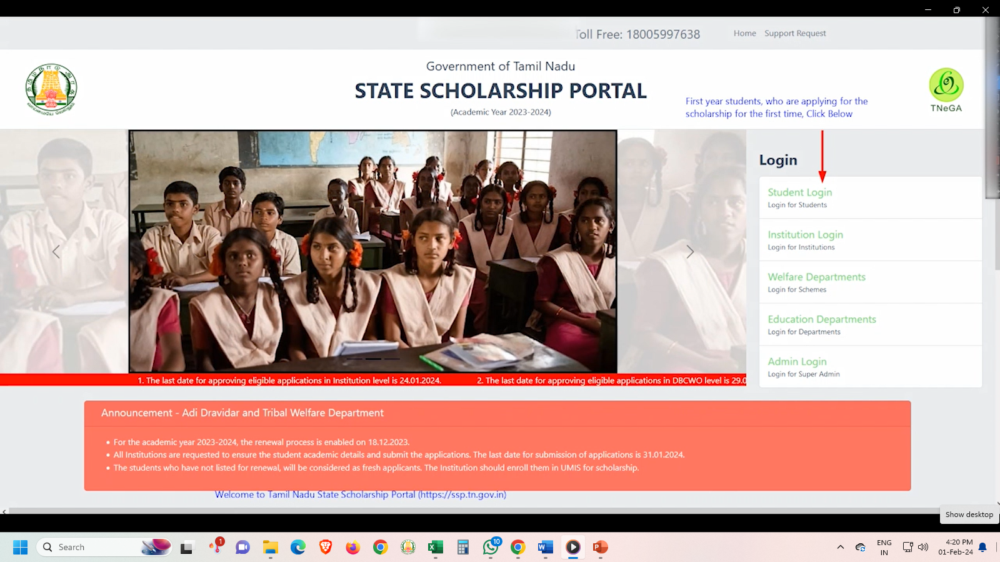 Toll Free: 18005997638
Home Support Request
Government of Tamil Nadu
STATE SCHOLARSHIP PORTAL
(Academic Year 2023-2024)
First year students, who are applying for the
scholarship for the first time, Click Below
TNeGA
Login
Student Login
Login for Students
Institution Login
Login for Institutions
Welfare Departments
Login for Schemes
Education Departments
Login for Departments
Admin Login
Login for Super Admin
1. The last date for approving eligible applications in Institution level is 24.01.2024. 2. The last date for approving eligible applications in DBCWO level is 29.0
Announcement - Adi Dravidar and Tribal Welfare Department
• For the academic year 2023-2024, the renewal process is enabled on 18.12.2023.
• All Institutions are requested to ensure the student academic details and submit the applications. The last date for submission of applications is 31.01.2024.
• The students who have not listed for renewal, will be considered as fresh applicants. The Institution should enroll them in UMIS for scholarship.
Welcome to Tamil Nadu State Scholarship Portal (https://ssp.tn.gov.in)
Show desktop
Search
1
10
ENG
IN
4:20 PM
01-Feb-24